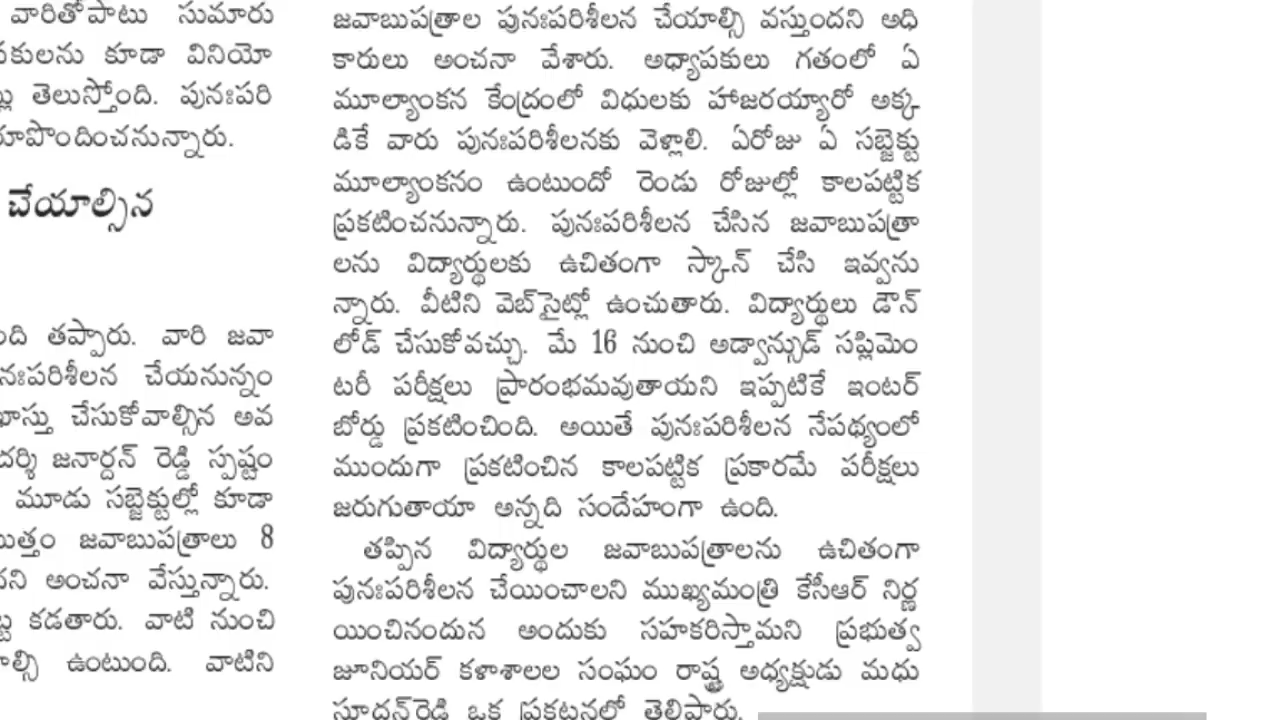 వారితోపాటు సుమారు
కులను కూడా వినియో
తెలుస్తోంది. పునఃపరి
రూపొందించనున్నారు.
చేయాల్సిన
ంది తప్పారు. వారి జవా
నఃపరిశీలన చేయనున్నం
ఖాస్తు చేసుకోవాల్సిన అవ
దర్శి జనార్దన్ రెడ్డి స్పష్టం
మూడు సబ్జెక్టుల్లో కూడా
జవాబుపత్రాలు 8
దని అంచనా వేస్తున్నారు.
కడతారు. వాటి నుంచి
ఉంటుంది. వాటిని
జవాబుపత్రాల పునఃపరిశీలన చేయాల్సి వస్తుందని అధి
కారులు అంచనా వేశారు. అధ్యాపకులు గతంలో ఏ
మూల్యాంకన కేంద్రంలో విధులకు హాజరయ్యారో అక్క
డికే వారు పునఃపరిశీలనకు వెళ్లాలి. ఏరోజు ఏ సబ్జెక్టు
మూల్యాంకనం ఉంటుందో రెండు రోజుల్లో కాలపట్టిక
ప్రకటించనున్నారు. పునఃపరిశీలన చేసిన జవాబుపత్రా
లను విద్యార్థులకు ఉచితంగా స్కాన్ చేసి ఇవ్వను
న్నారు. వీటిని వెబ్‌సైట్లో ఉంచుతారు. విద్యార్థులు డౌన్
లోడ్ చేసుకోవచ్చు. మే 16 నుంచి అడ్వాన్సుడ్ సప్లిమెం
టరీ పరీక్షలు ప్రారంభమవుతాయని ఇప్పటికే ఇంటర్
బోర్డు ప్రకటించింది. అయితే పునఃపరిశీలన నేపథ్యంలో
ముందుగా ప్రకటించిన కాలపట్టిక ప్రకారమే పరీక్షలు
జరుగుతాయా అన్నది సందేహంగా ఉంది.
తప్పిన విద్యార్థుల జవాబుపత్రాలను ఉచితంగా
పునఃపరిశీలన చేయించాలని ముఖ్యమంత్రి కేసీఆర్ నిర్ణ
యించినందున అందుకు సహకరిస్తామని ప్రభుత్వ
జూనియర్ కళాశాలల సంఘం రాష్ట్ర అధ్యక్షుడు మధు
సూదన్‌రెడ్డి ఒక ప్రకటనలో తెలిపారు.